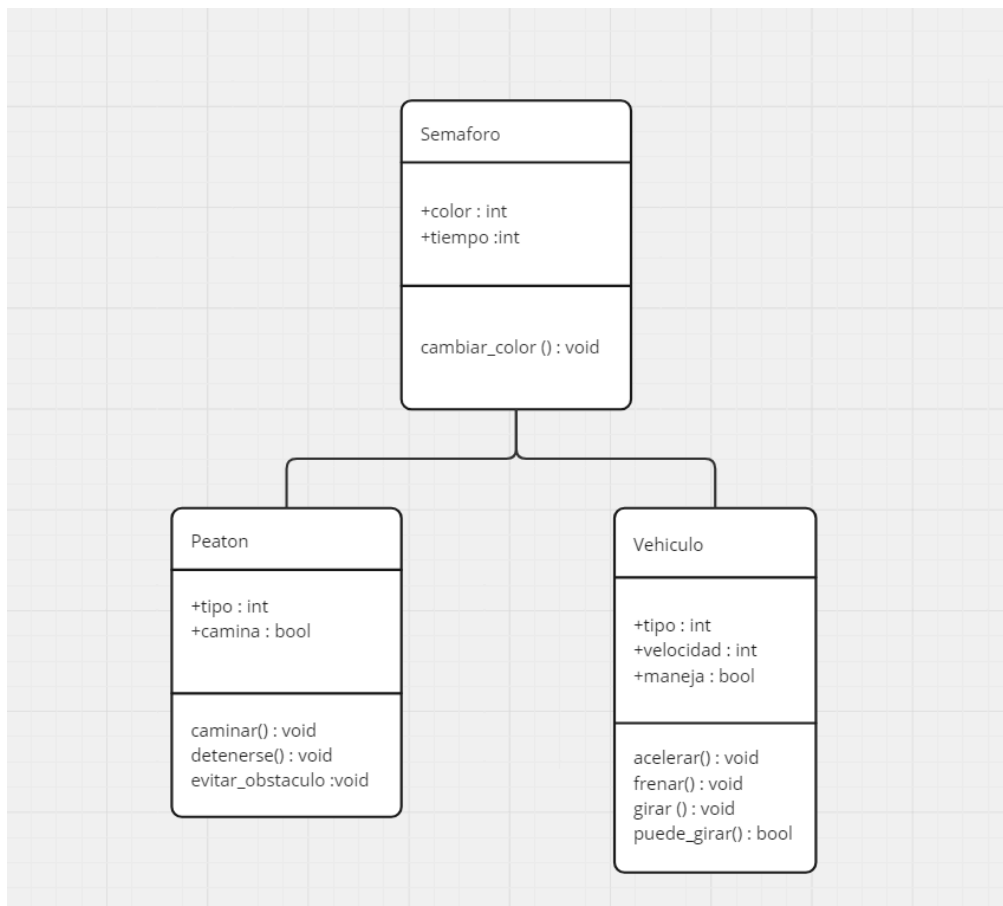 Semaforo
+color : int
+tiempo :int
cambiar_color () : void
Peaton
+tipo : int
+camina : bool
caminar() : void
detenerse() : void
evitar_obstaculo :void
Vehiculo
+tipo : int
+velocidad : int
+maneja : bool
acelerar() : void
frenar() : void
girar () : void
puede_girar() : bool